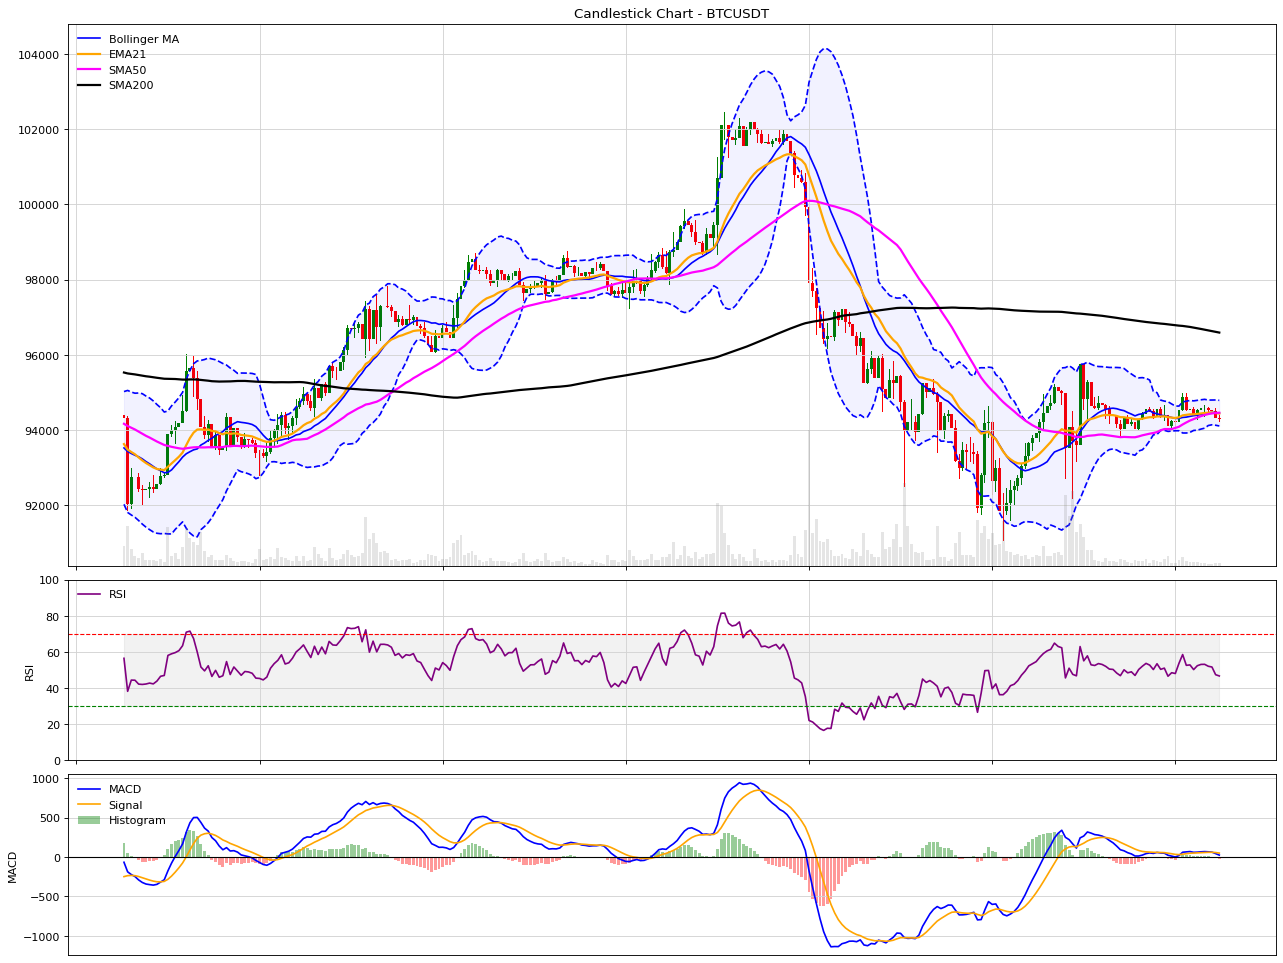 Candlestick Chart - BTCUSDT
Bollinger MA
EMA21
SMA50
SMA200
104000
102000
100000
98000
96000
94000
92000
RSI
100
80
60
40
20
0
RSI
MACD
Signal
Histogram
1000
500
0
−500
−1000
MACD